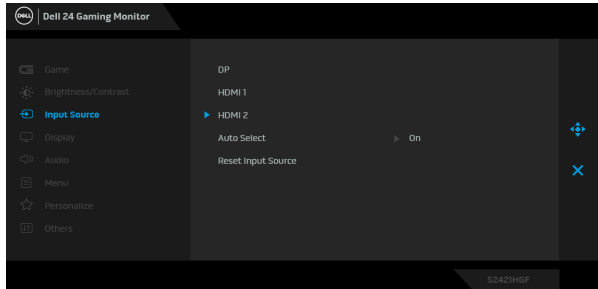 DELL Dell 24 Gaming Monitor
Game
Brightness/Contrast
Input Source
Display
Audio
Menu
Personalize
Others
DP
HDMI 1
HDMI 2
Auto Select On
Reset Input Source
S2421HGF